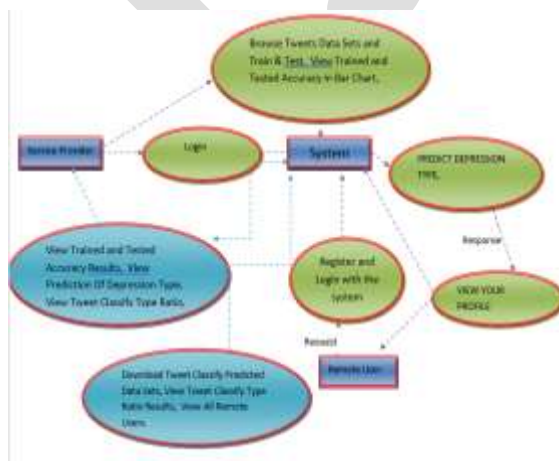 Browse Tweets Data Sets and
Train & Test, View Trained and
Tested Accuracy in Bar Chart,
Service Provider
Login
System
PREDICT DEPRESSION
TYPE,
View Trained and Tested
Accuracy Results, View
Prediction Of Depression Type,
View Tweet Classify Type Ratio,
Register and
Login with the
system
Response
VIEW YOUR
PROFILE
Request
Remote User
Download Tweet Classify Predicted
Data Sets, View Tweet Classify Type
Ratio Results, View All Remote
Users.